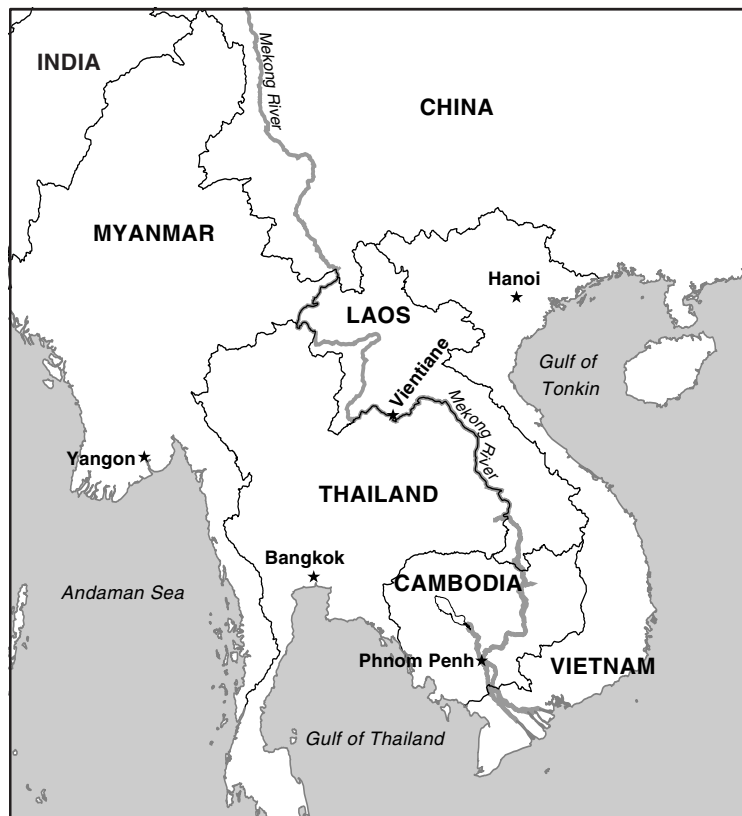 INDIA
Mekong River
CHINA
MYANMAR
Hanoi
LAOS
Vientiane
Gulf of
Tonkin
Mekong River
Yangon
THAILAND
Bangkok
CAMBODIA
Andaman Sea
Phnom Penh
VIETNAM
Gulf of Thailand